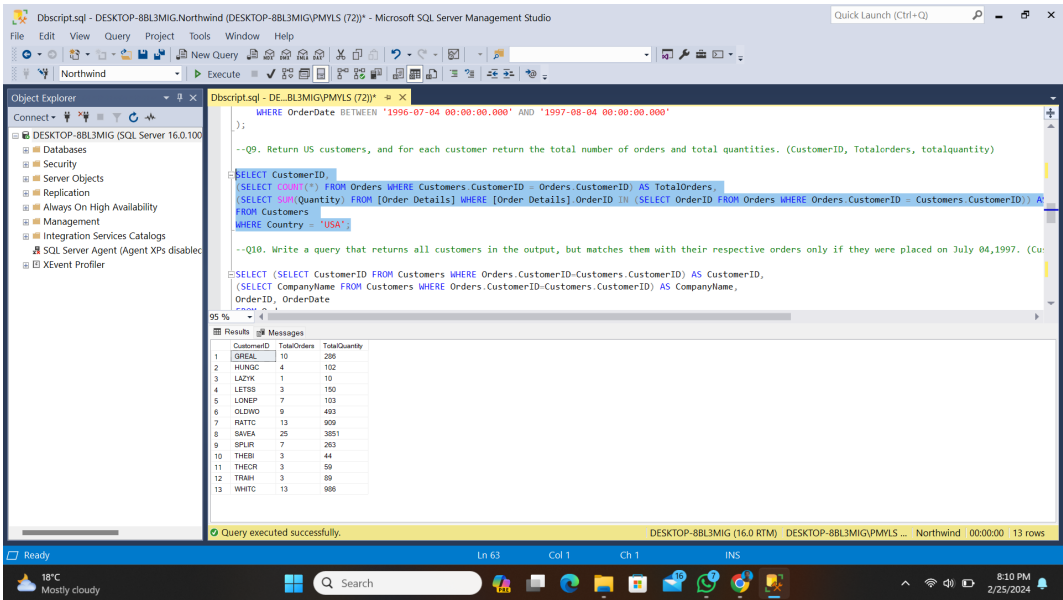 Dbscript.sql - DESKTOP-8BL3MIG.Northwind (DESKTOP-8BL3MIG\PMYLS (72))* - Microsoft SQL Server Management Studio
Quick Launch (Ctrl+Q)
File Edit View Query Project Tools Window Help
New Query
Northwind
Execute
Object Explorer
Dbscript.sql - DE...BL3MIG\PMYLS (72))*
Connect
DESKTOP-8BL3MIG (SQL Server 16.0.100
Databases
Security
Server Objects
Replication
Always On High Availability
Management
Integration Services Catalogs
SQL Server Agent (Agent XPs disablec
XEvent Profiler
WHERE OrderDate BETWEEN '1996-07-04 00:00:00.000' AND '1997-08-04 00:00:00.000'
);
--Q9. Return US customers, and for each customer return the total number of orders and total quantities. (CustomerID, Totalorders, totalquantity)
SELECT CustomerID,
(SELECT COUNT(*) FROM Orders WHERE Customers.CustomerID = Orders.CustomerID) AS TotalOrders,
(SELECT SUM(Quantity) FROM [Order Details] WHERE [Order Details].OrderID IN (SELECT OrderID FROM Orders WHERE Orders.CustomerID = Customers.CustomerID)) AS
FROM Customers
WHERE Country = 'USA';
--Q10. Write a query that returns all customers in the output, but matches them with their respective orders only if they were placed on July 04,1997. (Cu
SELECT (SELECT CustomerID FROM Customers WHERE Orders.CustomerID=Customers.CustomerID) AS CustomerID,
(SELECT CompanyName FROM Customers WHERE Orders.CustomerID=Customers.CustomerID) AS CompanyName,
OrderID, OrderDate
95 %
Results Messages
CustomerID TotalOrders TotalQuantity
1 GREAL 10 286
2 HUNGC 4 102
3 LAZYK 1 10
4 LETSS 3 150
5 LONEP 7 103
6 OLDWO 9 493
7 RATTC 13 909
8 SAVEA 25 3851
9 SPLIR 7 263
10 THEBI 3 44
11 THECR 3 59
12 TRAIH 3 89
13 WHITC 13 986
Query executed successfully.
DESKTOP-8BL3MIG (16.0 RTM) DESKTOP-8BL3MIG\PMYLS ... Northwind 00:00:00 13 rows
Ready Ln 63 Col 1 Ch 1 INS
18°C
Mostly cloudy
Search
PRE
16
7
8:10 PM
2/25/2024